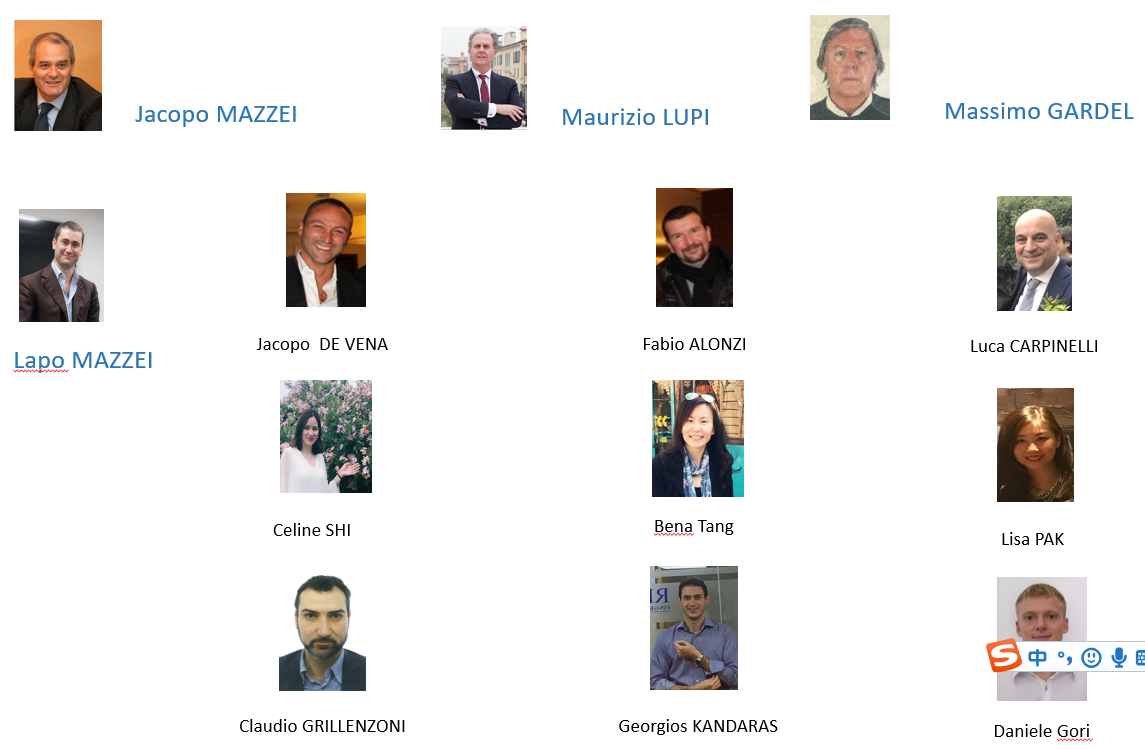 Jacopo MAZZEI
Maurizio LUPI
Massimo GARDEL
Lapo MAZZEI
Jacopo  DE VENA
Fabio ALONZI
Luca CARPINELLI
Celine SHI
Bena Tang
Lisa PAK
中
Claudio GRILLENZONI
Georgios KANDARAS
Daniele Gori